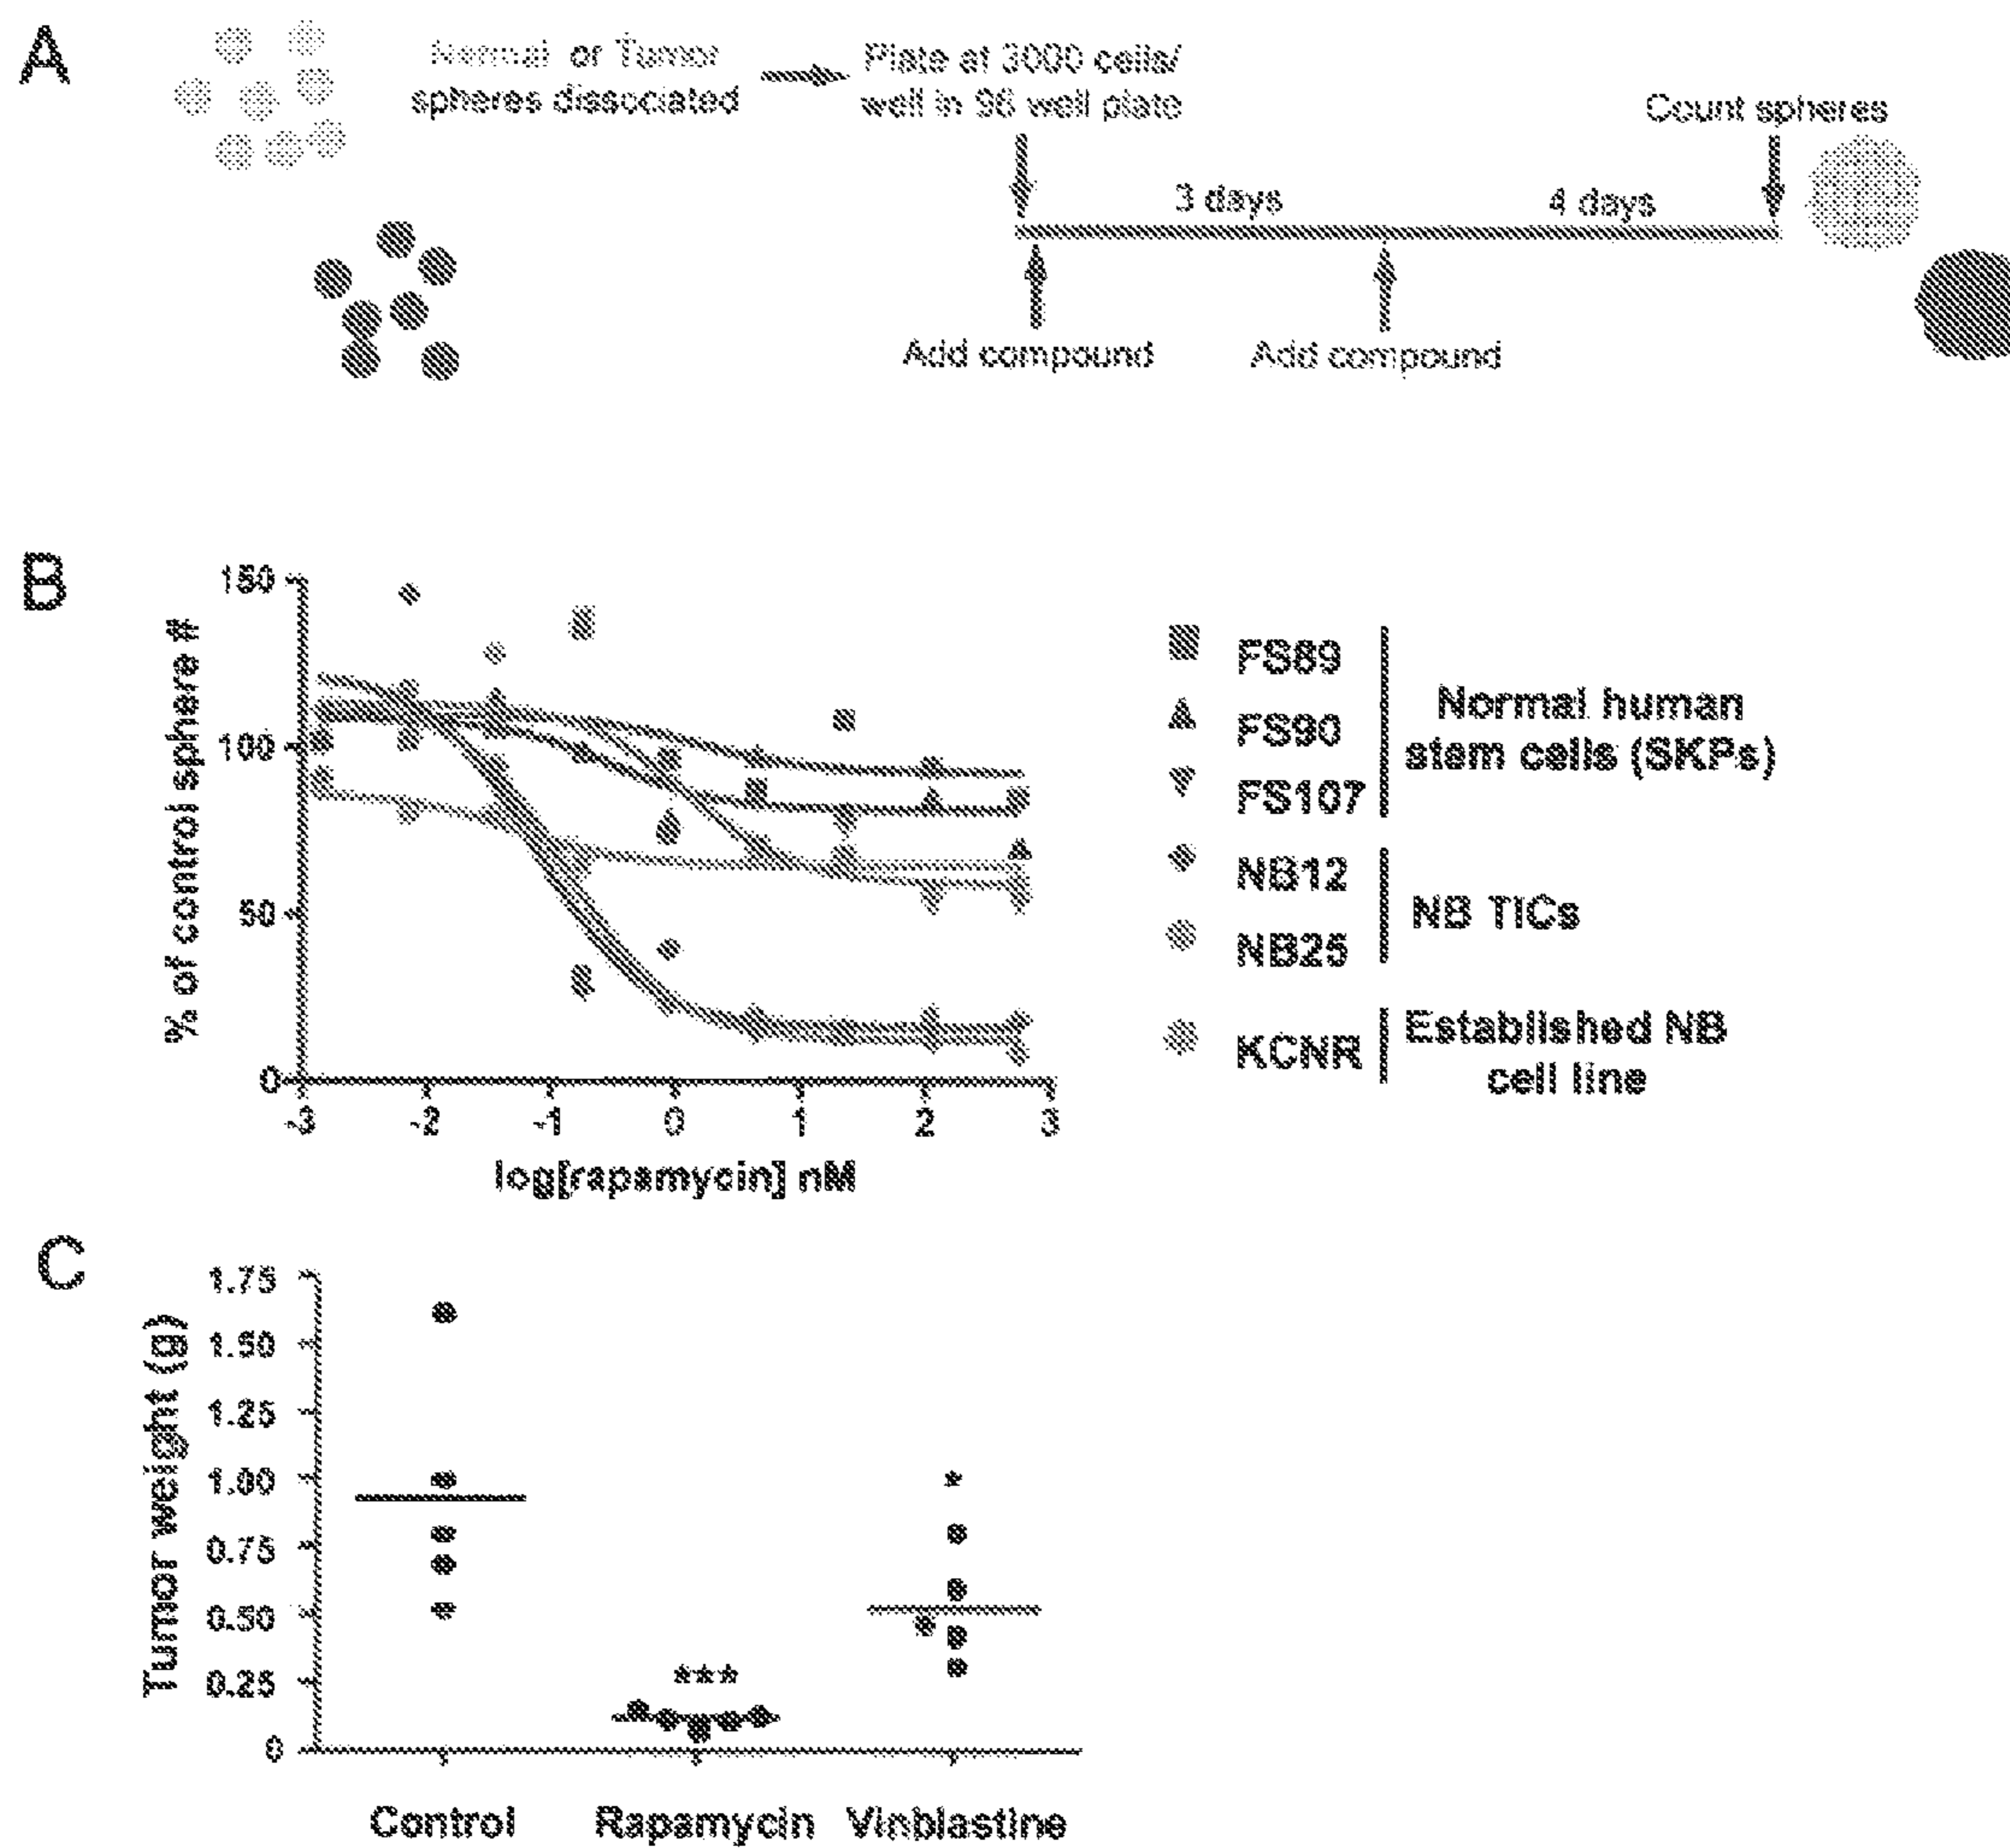 A
Normal or Tumor
spheres dissociated
Plate at 3000 cells/
well in 96 well plate
Count spheres
3 days
4 days
Add compound
Add compound
B
150
100
50
0
% of control sphere #
-3
-2
-1
0
1
2
3
log[rapamycin] nM
FS89
FS90
FS107
Normal human
stem cells (SKPs)
NB12
NB25
NB TICs
KCNR
Established NB
cell line
C
1.75
1.50
1.25
1.00
0.75
0.50
0.25
0
Tumor weight (g)
***
*
Control
Rapamycin
Vinblastine